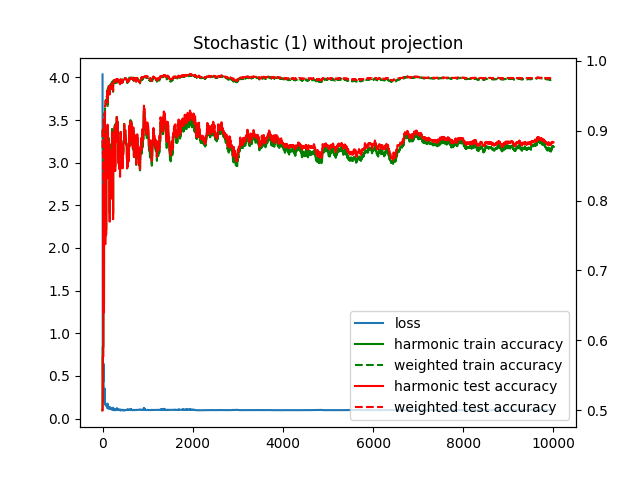 Stochastic (1) without projection
4.0
3.5
3.0
2.5
2.0
1.5
1.0
0.5
0.0
1.0
0.9
0.8
0.7
0.6
0.5
loss
harmonic train accuracy
weighted train accuracy
harmonic test accuracy
weighted test accuracy
0 2000 4000 6000 8000 10000